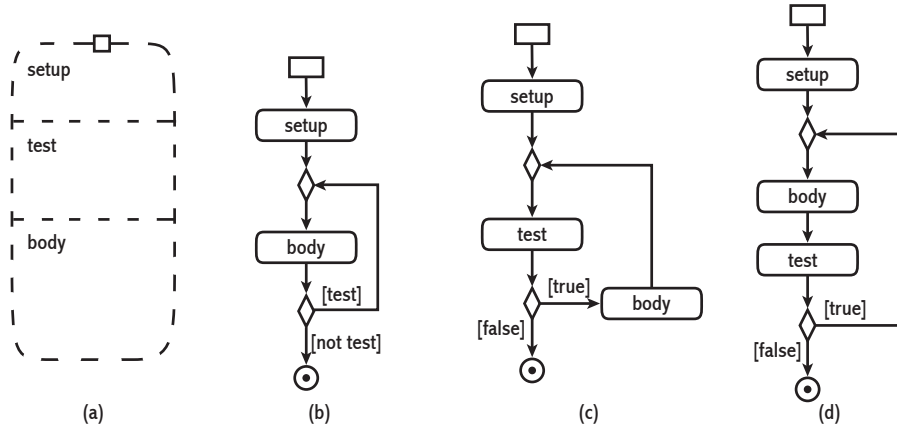 setup
test
body
(a)
setup
body
[test]
[not test]
(b)
setup
test
[true]
body
[false]
(c)
setup
body
test
[true]
[false]
(d)